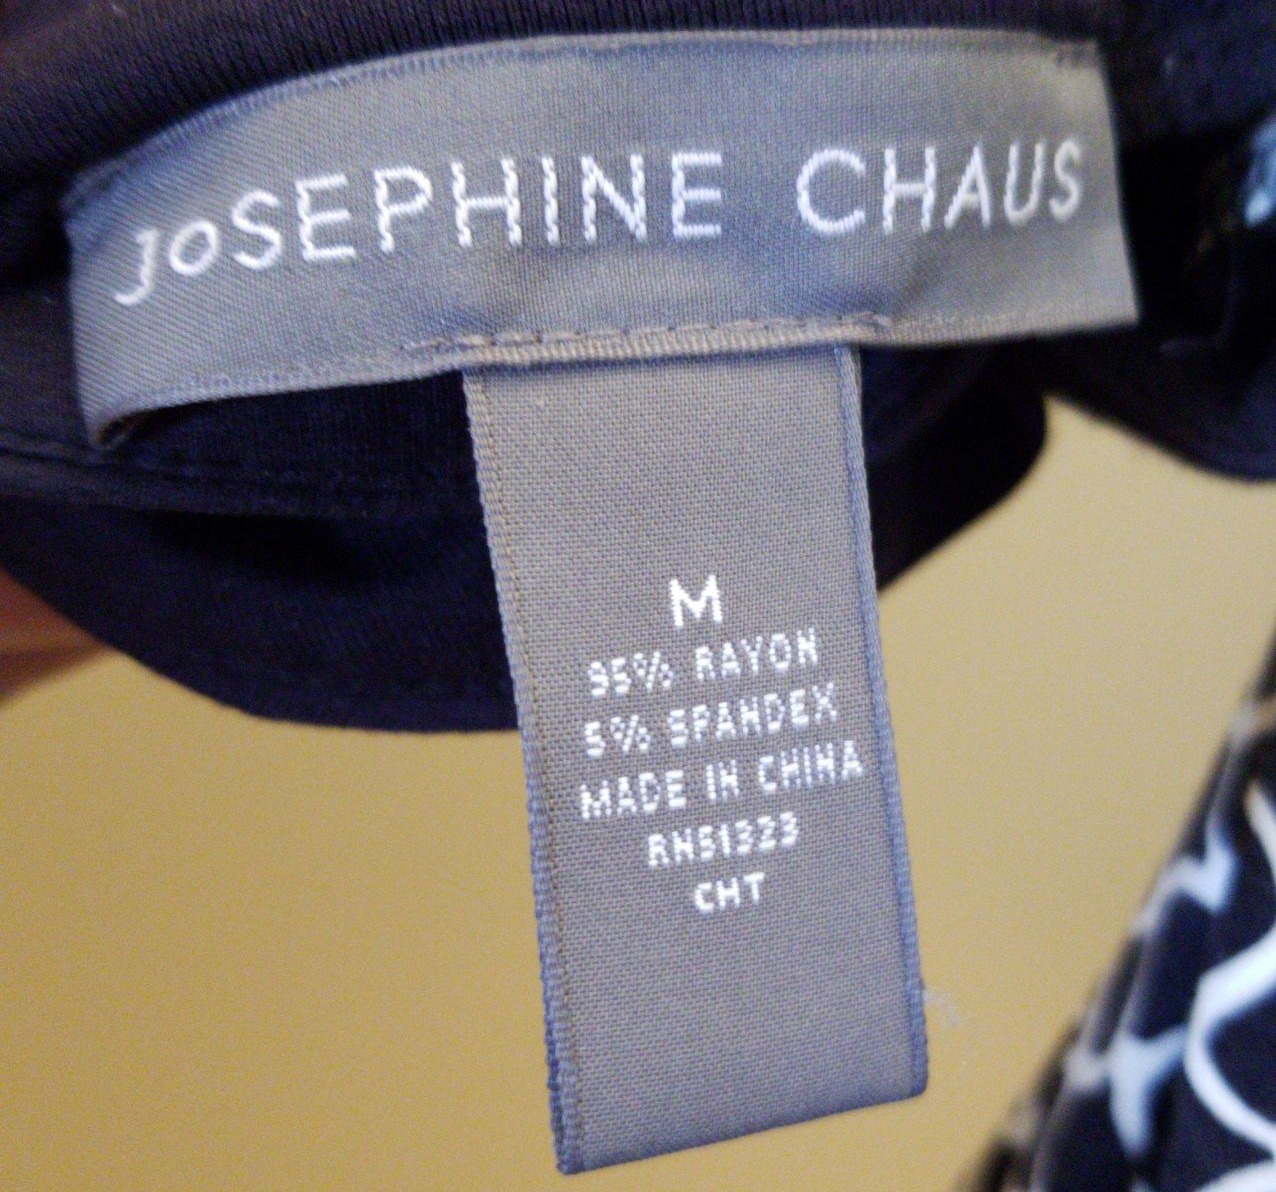 JoSEPHINE CHAUS
M
95% RAYON
5% SPANDEX
MADE IN CHINA
RN51323
CHT